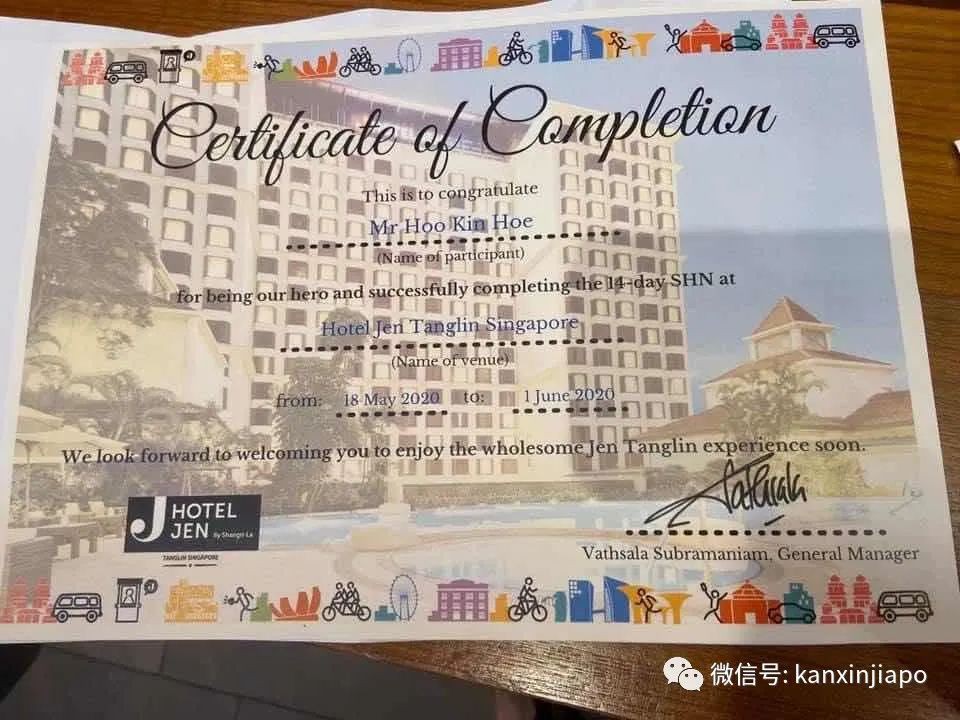 Certificate of Completion
This is to congratulate
Mr Hoo Kin Hoe
(Name of participant)
for being our hero and successfully completing the 14-day SHN at
Hotel Jen Tanglin Singapore
(Name of venue)
from: 18 May 2020 to: 1 June 2020
We look forward to welcoming you to enjoy the wholesome Jen Tanglin experience soon.
J HOTEL
JEN By Shangri-La
TANGLIN SINGAPORE
Vathsala Subramaniam, General Manager
微信号: kanxinjiapo